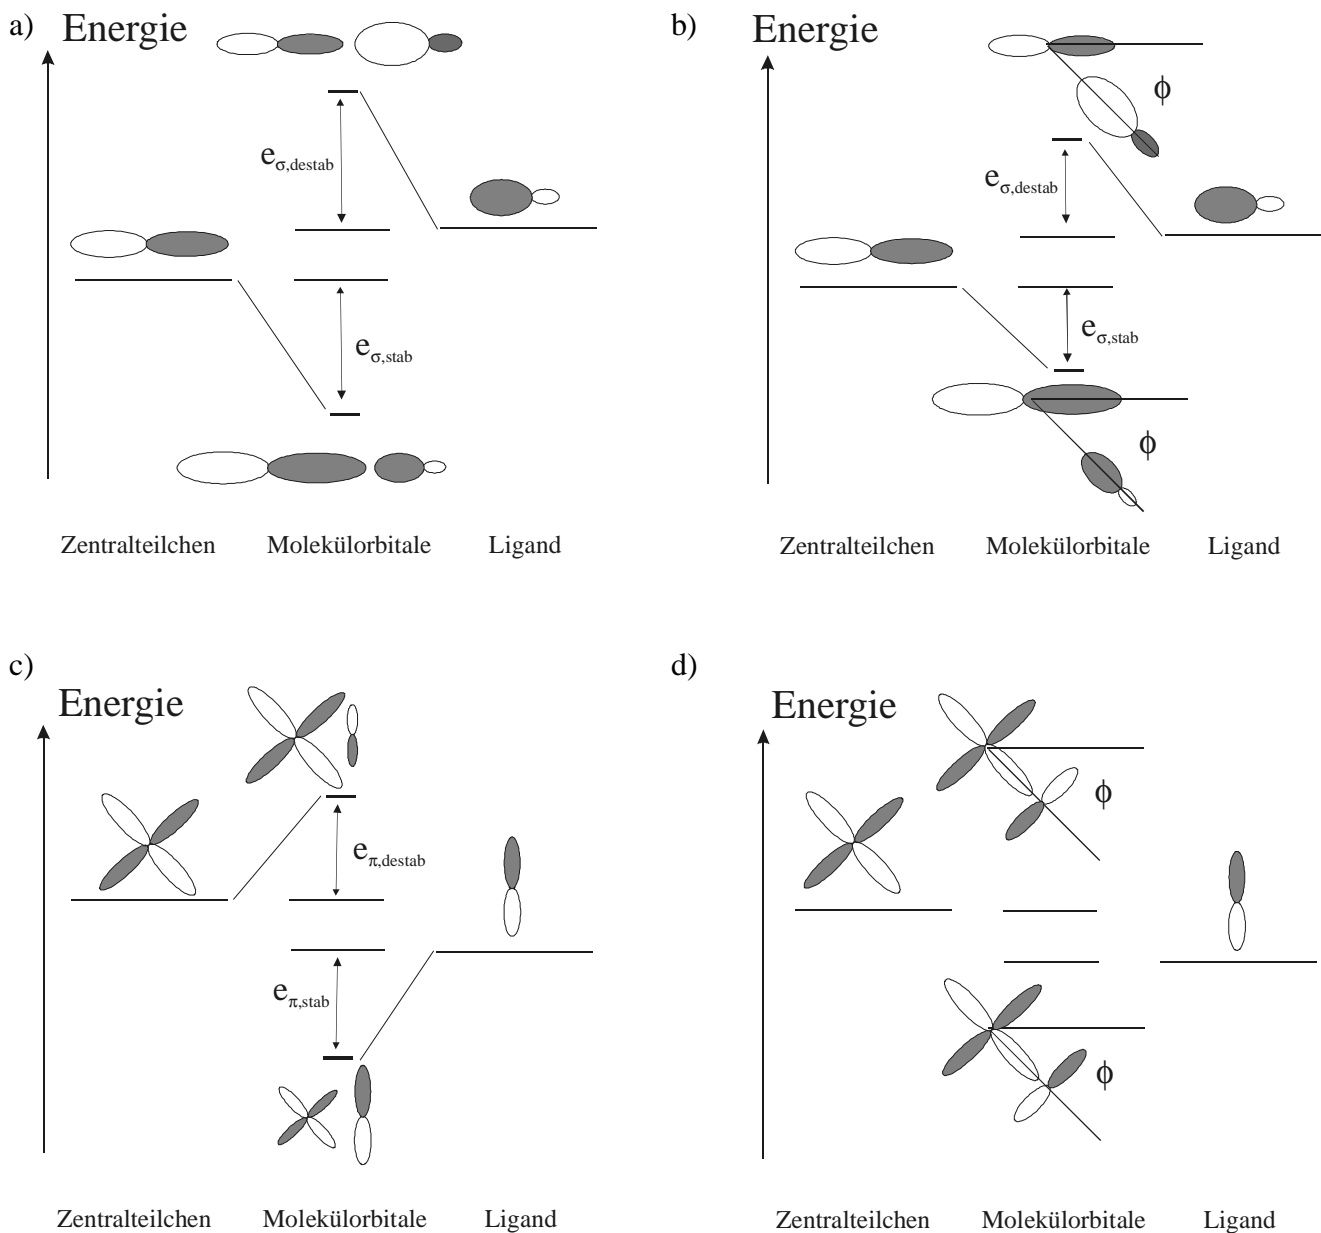 a) Energie
e_σ,destab
e_σ,stab
Zentralteilchen Molekülorbitale Ligand
b) Energie
ϕ
e_σ,destab
e_σ,stab
ϕ
Zentralteilchen Molekülorbitale Ligand
c) Energie
e_π,destab
e_π,stab
Zentralteilchen Molekülorbitale Ligand
d) Energie
ϕ
ϕ
Zentralteilchen Molekülorbitale Ligand